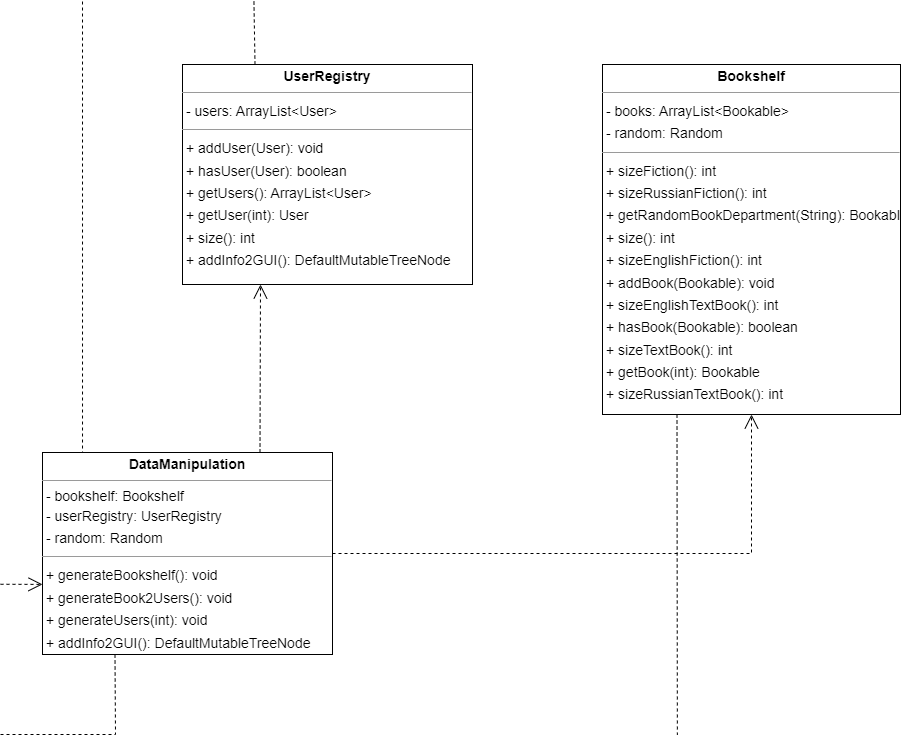 UserRegistry
- users: ArrayList<User>
+ addUser(User): void
+ hasUser(User): boolean
+ getUsers(): ArrayList<User>
+ getUser(int): User
+ size(): int
+ addInfo2GUI(): DefaultMutableTreeNode
Bookshelf
- books: ArrayList<Bookable>
- random: Random
+ sizeFiction(): int
+ sizeRussianFiction(): int
+ getRandomBookDepartment(String): Bookabl
+ size(): int
+ sizeEnglishFiction(): int
+ addBook(Bookable): void
+ sizeEnglishTextBook(): int
+ hasBook(Bookable): boolean
+ sizeTextBook(): int
+ getBook(int): Bookable
+ sizeRussianTextBook(): int
DataManipulation
- bookshelf: Bookshelf
- userRegistry: UserRegistry
- random: Random
+ generateBookshelf(): void
+ generateBook2Users(): void
+ generateUsers(int): void
+ addInfo2GUI(): DefaultMutableTreeNode